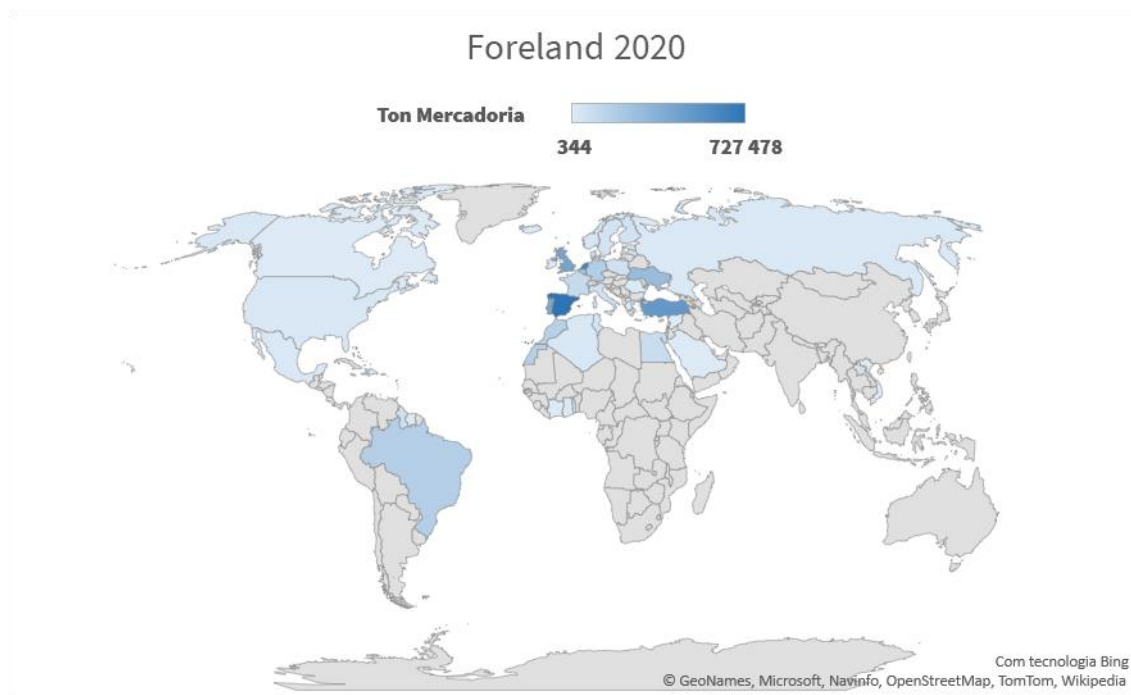 Foreland 2020
Ton Mercadoria
344 727 478
Com tecnologia Bing
© GeoNames, Microsoft, Navinfo, OpenStreetMap, TomTom, Wikipedia